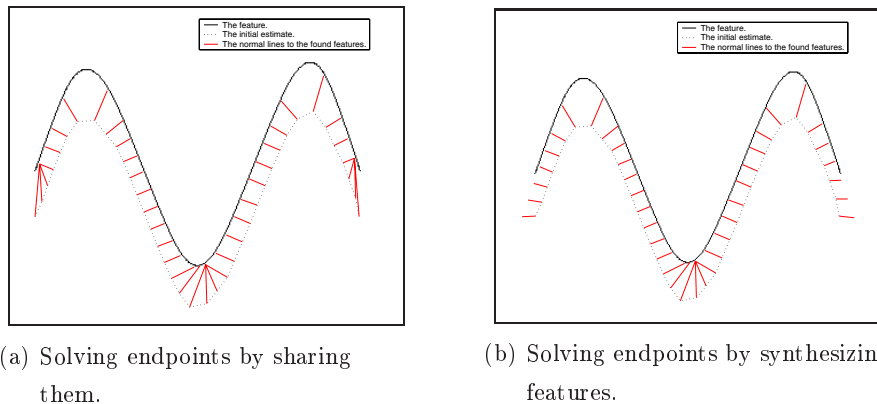 The feature.
The initial estimate.
The normal lines to the found features.
The feature.
The initial estimate.
The normal lines to the found features.
(a) Solving endpoints by sharing
them.
(b) Solving endpoints by synthesizin
features.